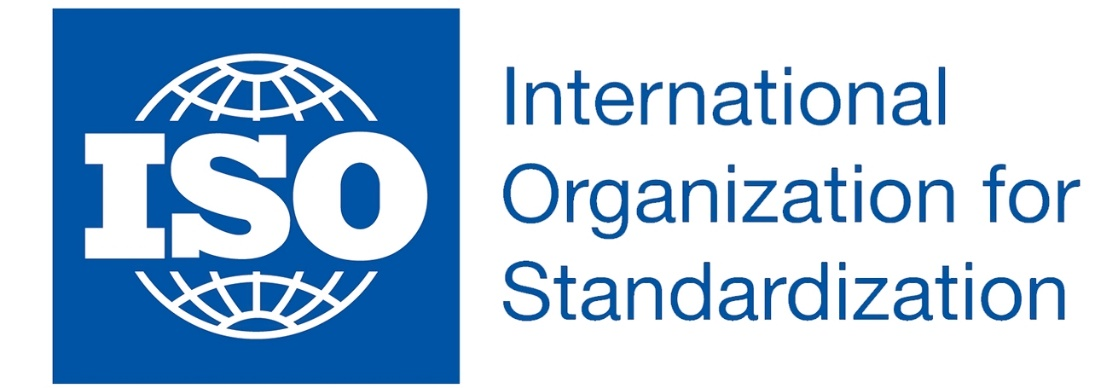 ISO
International
Organization for
Standardization